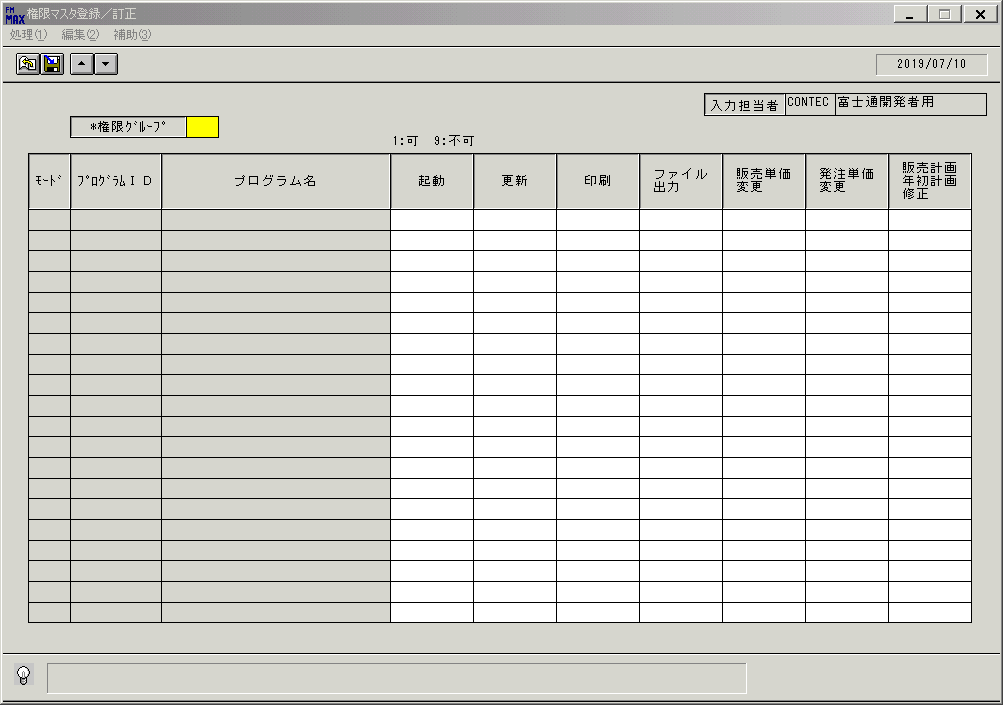 FM MAX 権限マスタ登録／訂正
処理(1) 編集(2) 補助(3)
2019/07/10
入力担当者 CONTEC 富士通開発者用
*権限ｸﾞﾙｰﾌﾟ
1:可 9:不可
ﾓｰﾄﾞ ﾌﾟﾛｸﾞﾗﾑＩＤ プログラム名 起動 更新 印刷 ファイル出力 販売単価変更 発注単価変更 販売計画年初計画修正